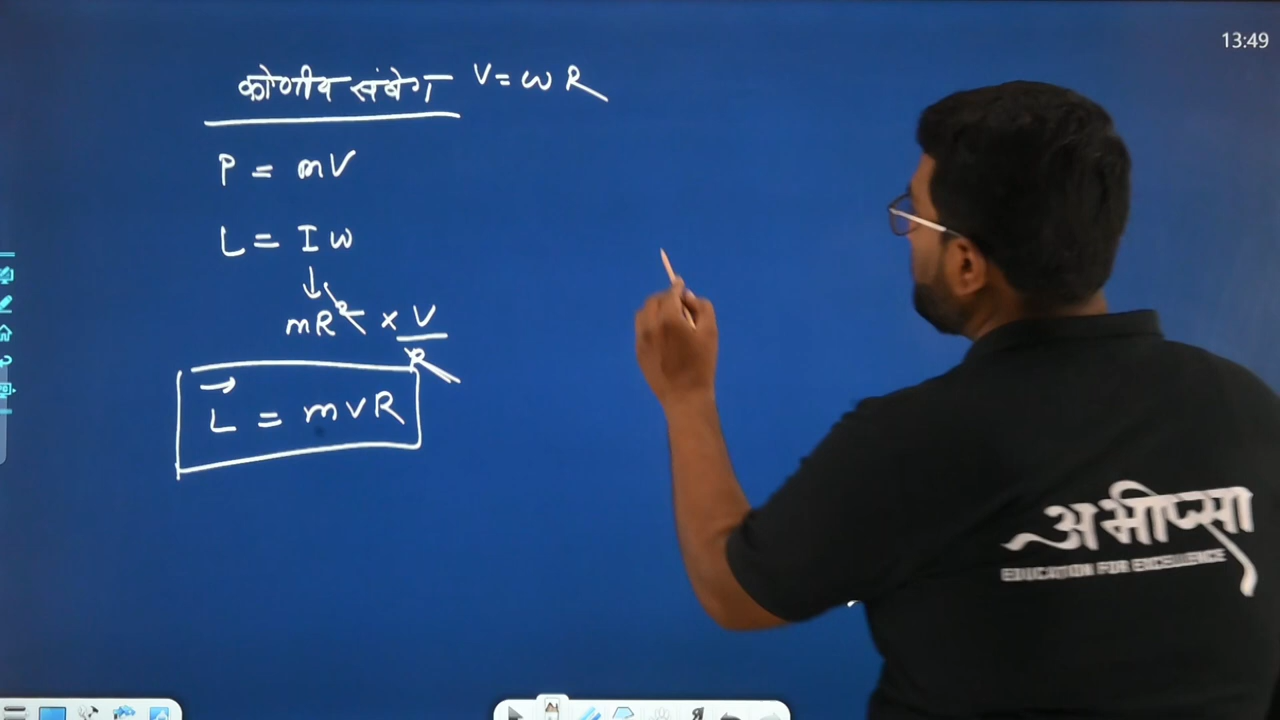 13:49
कोणीय संवेग V = ω R
P = mV
L = I ω
↓
mR² × V/R
L⃗ = mVR
अभीप्सा
EDUCATION FOR EXCELLENCE